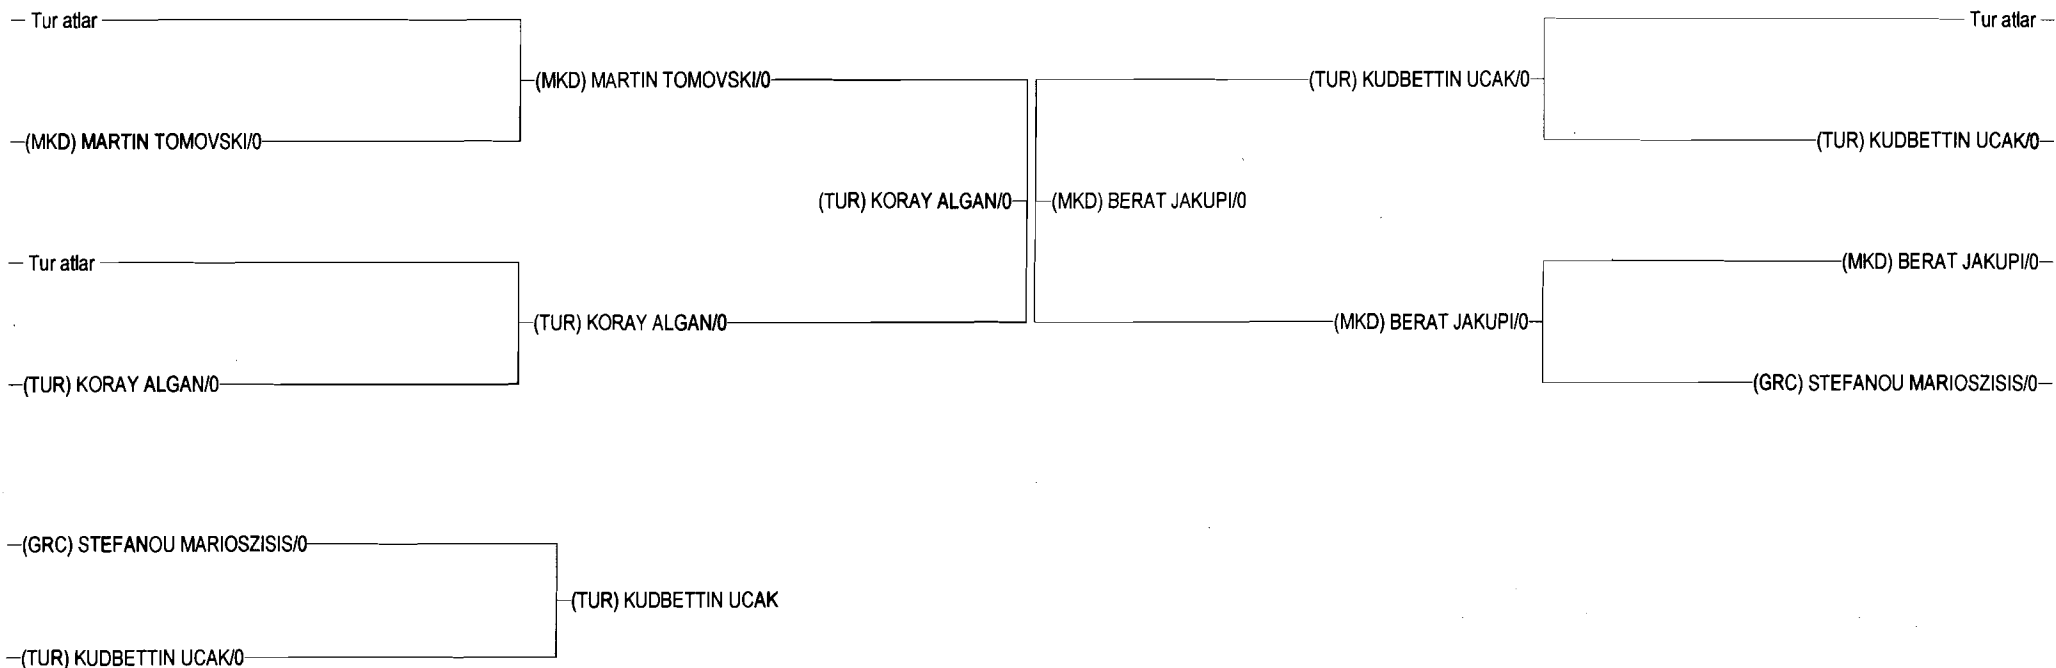 Tur atlar
(MKD) MARTIN TOMOVSKI/0
(MKD) MARTIN TOMOVSKI/0
(TUR) KORAY ALGAN/0
Tur atlar
(TUR) KORAY ALGAN/0
(TUR) KORAY ALGAN/0
Tur atlar
(TUR) KUDBETTIN UCAK/0
(TUR) KUDBETTIN UCAK/0
(MKD) BERAT JAKUPI/0
(MKD) BERAT JAKUPI/0
(MKD) BERAT JAKUPI/0
(GRC) STEFANOU MARIOSZISIS/0
(GRC) STEFANOU MARIOSZISIS/0
(TUR) KUDBETTIN UCAK
(TUR) KUDBETTIN UCAK/0